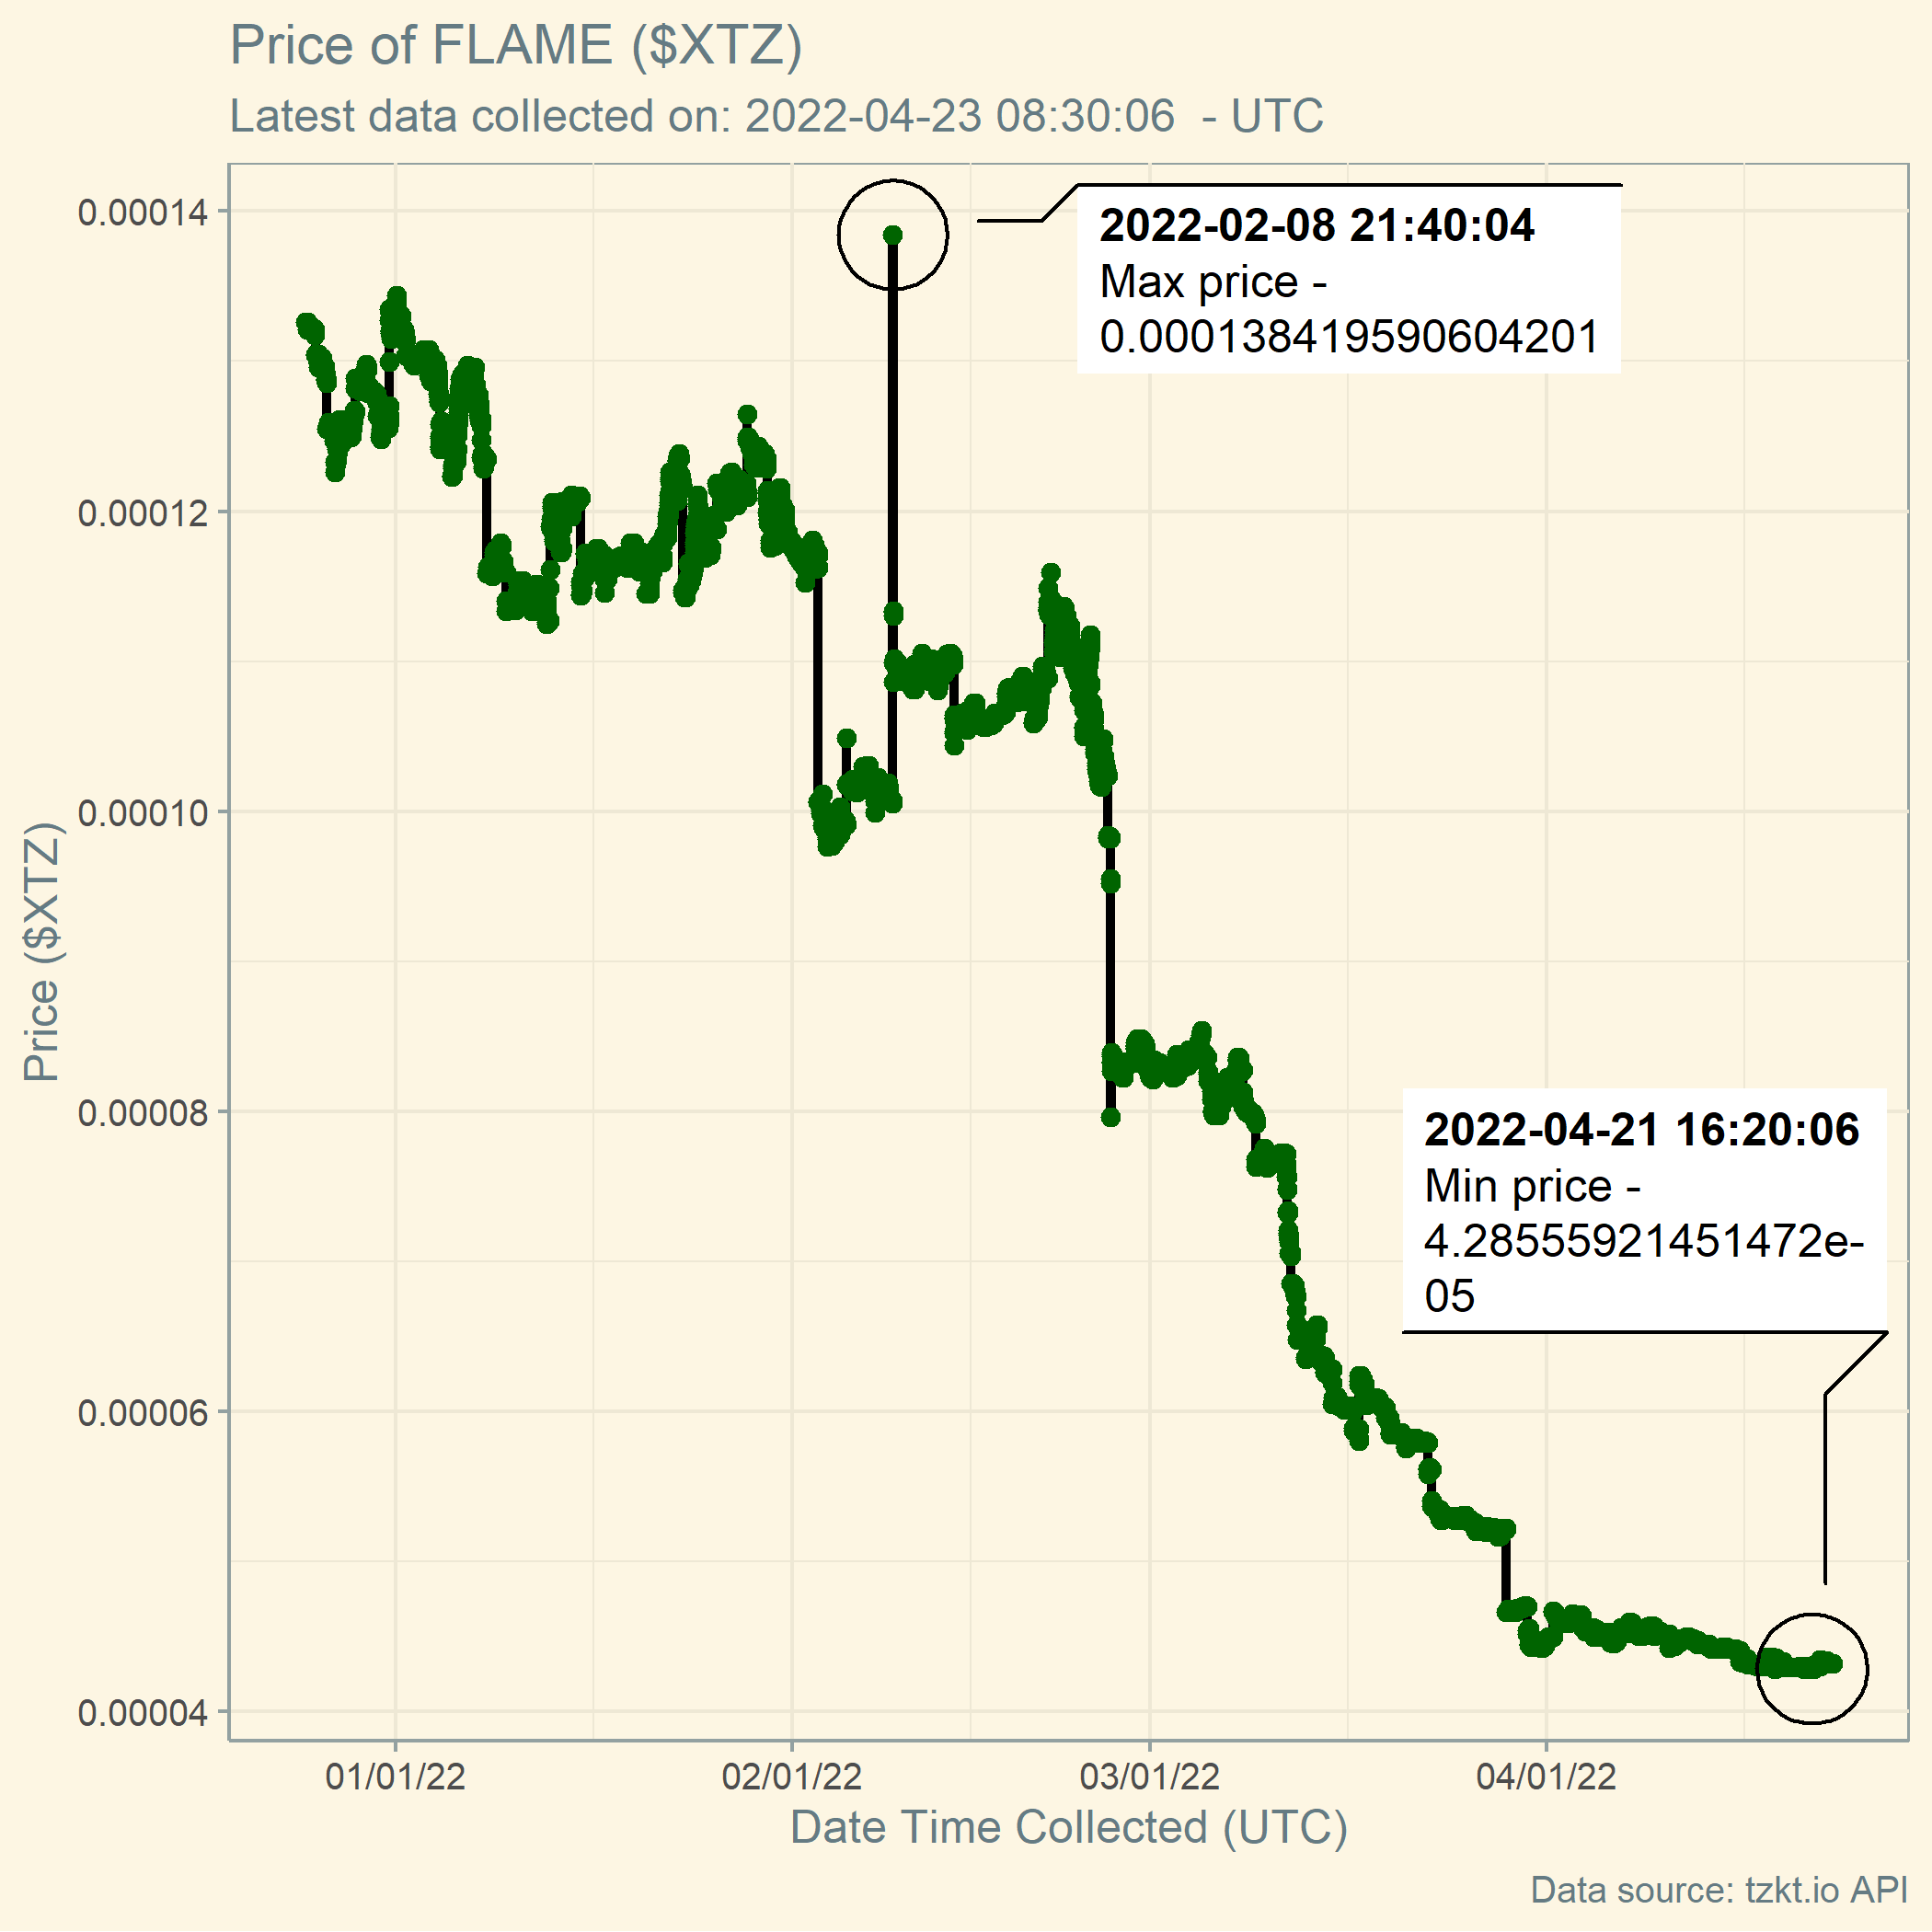 Price of FLAME ($XTZ)
Latest data collected on: 2022-04-23 08:30:06  - UTC
0.00014
0.00012
0.00010
0.00008
0.00006
0.00004
Price ($XTZ)
2022-02-08 21:40:04
Max price -
0.000138419590604201
2022-04-21 16:20:06
Min price -
4.28555921451472e-
05
01/01/22
02/01/22
03/01/22
04/01/22
Date Time Collected (UTC)
Data source: tzkt.io API